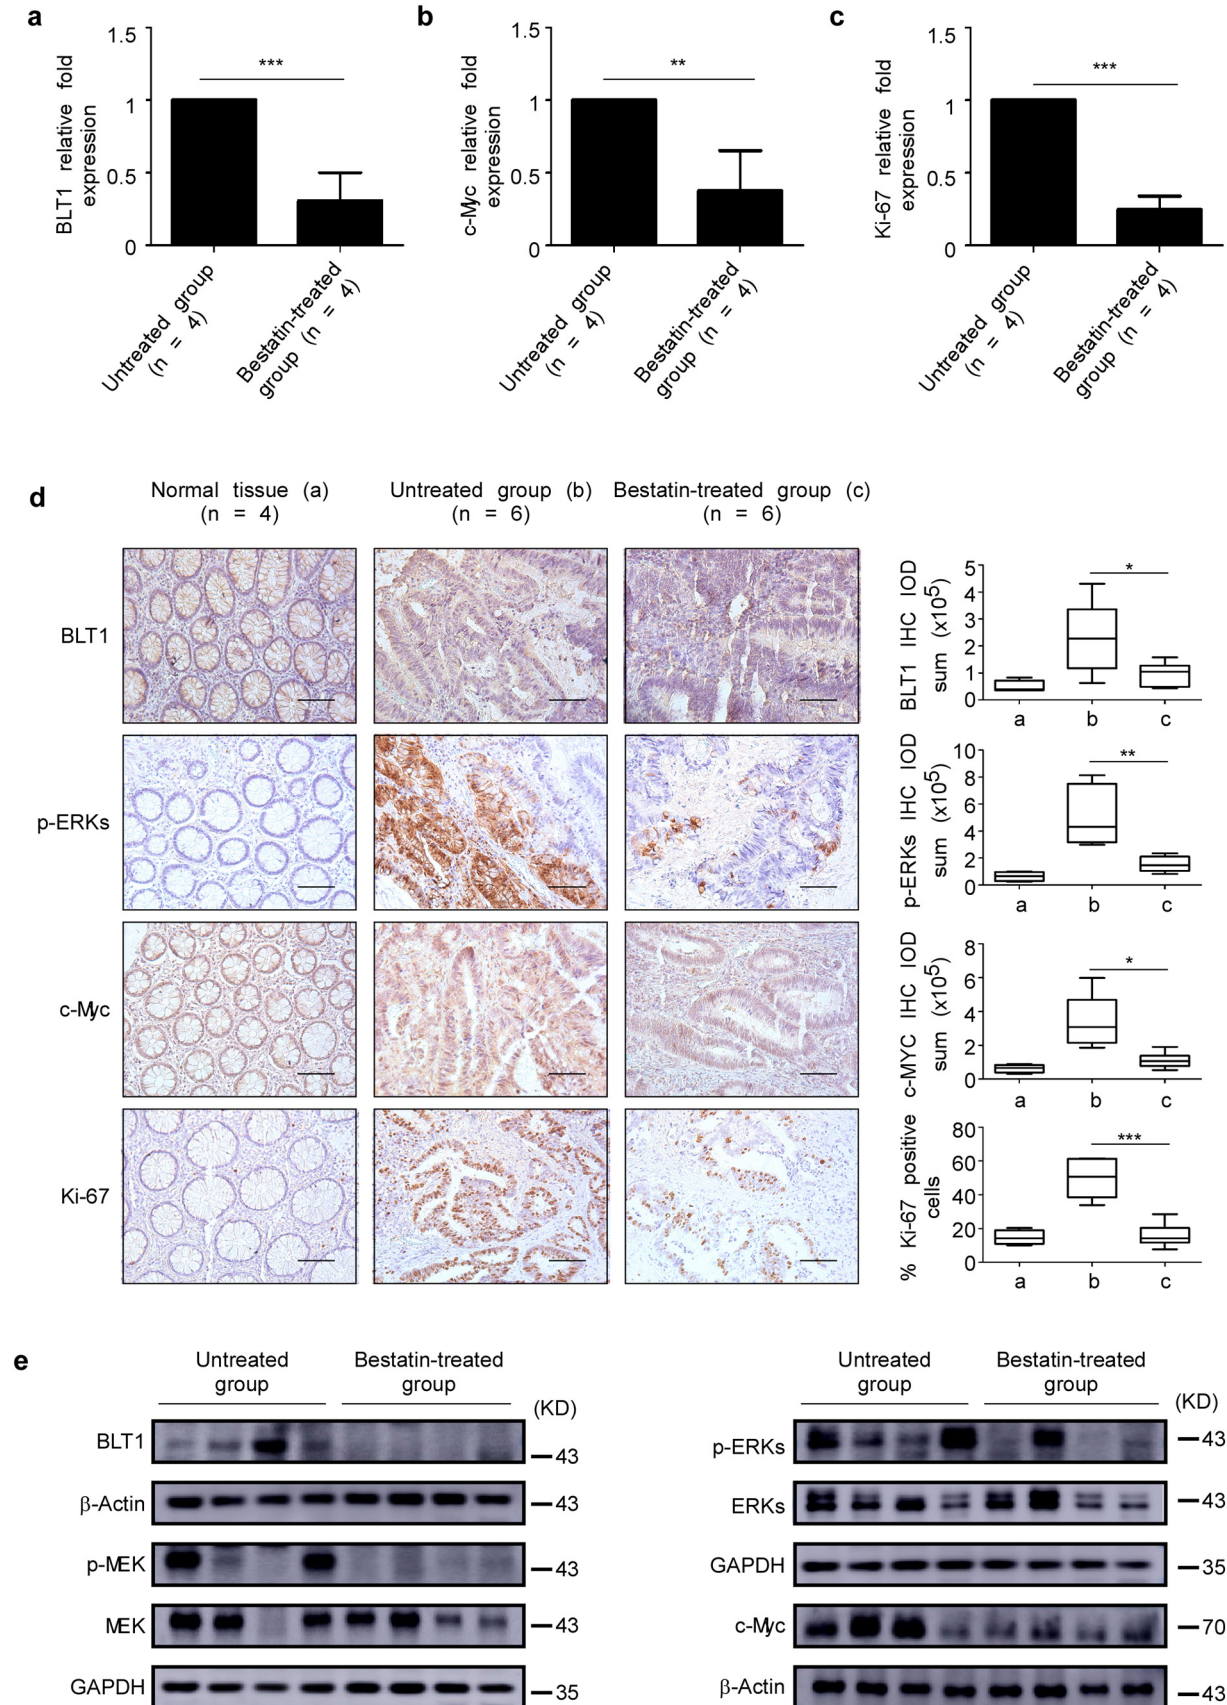 a
BLT1 relative fold
expression
1.5
1
0.5
0
***
Untreated group
(n = 4)
Bestatin-treated
group (n = 4)
b
c-Myc relative fold
expression
1.5
1
0.5
0
**
Untreated group
(n = 4)
Bestatin-treated
group (n = 4)
c
Ki-67 relative fold
expression
1.5
1
0.5
0
***
Untreated group
(n = 4)
Bestatin-treated
group (n = 4)
d
Normal tissue (a)
(n = 4)
Untreated group (b)
(n = 6)
Bestatin-treated group (c)
(n = 6)
BLT1
BLT1 IHC IOD
sum (x10⁵)
5
4
3
2
1
0
*
a b c
p-ERKs
p-ERKs IHC IOD
sum (x10⁵)
10
8
6
4
2
0
**
a b c
c-Myc
c-MYC IHC IOD
sum (x10⁵)
8
6
4
2
0
*
a b c
Ki-67
% Ki-67 positive
cells
80
60
40
20
0
***
a b c
e
Untreated
group
Bestatin-treated
group
(KD)
BLT1 43
β-Actin 43
p-MEK 43
MEK 43
GAPDH 35
Untreated
group
Bestatin-treated
group
(KD)
p-ERKs 43
ERKs 43
GAPDH 35
c-Myc 70
β-Actin 43